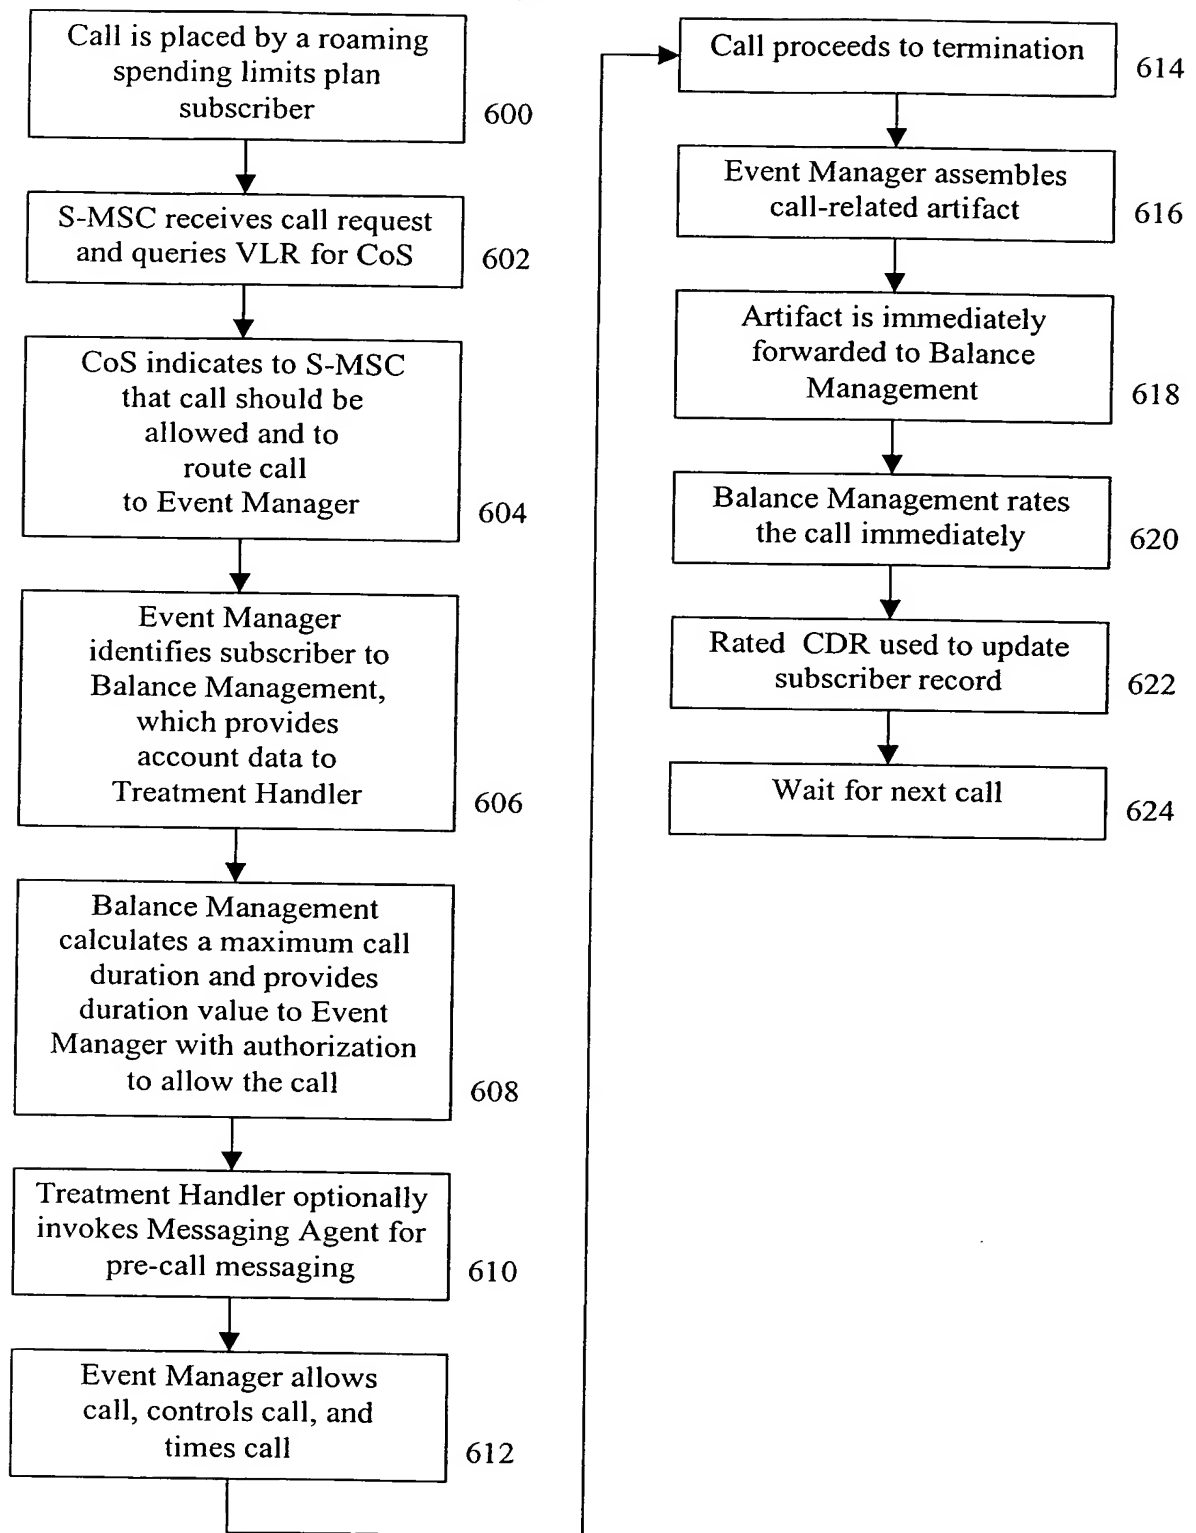 Call is placed by a roaming
spending limits plan
subscriber
600
S-MSC receives call request
and queries VLR for CoS
602
CoS indicates to S-MSC
that call should be
allowed and to
route call
to Event Manager
604
Event Manager
identifies subscriber to
Balance Management,
which provides
account data to
Treatment Handler
606
Balance Management
calculates a maximum call
duration and provides
duration value to Event
Manager with authorization
to allow the call
608
Treatment Handler optionally
invokes Messaging Agent for
pre-call messaging
610
Event Manager allows
call, controls call, and
times call
612
Call proceeds to termination
614
Event Manager assembles
call-related artifact
616
Artifact is immediately
forwarded to Balance
Management
618
Balance Management rates
the call immediately
620
Rated CDR used to update
subscriber record
622
Wait for next call
624